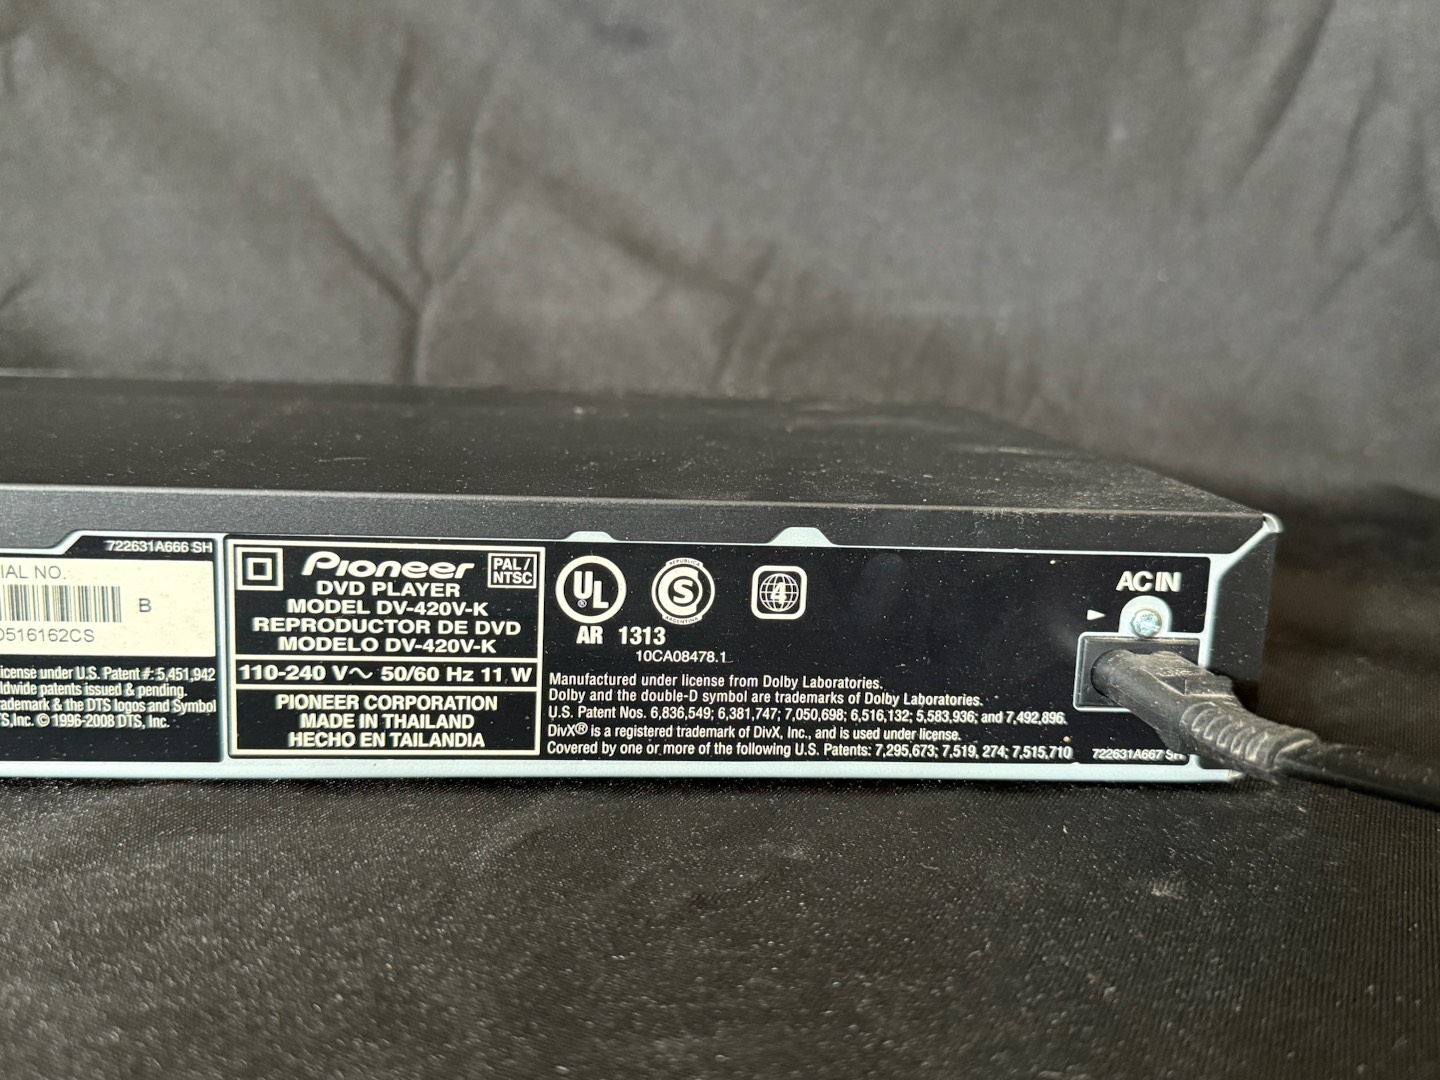 722631A666 SH
IAL NO.
B
0516162CS
icense under U.S. Patent #: 5,451,942
ldwide patents issued & pending.
ademark & the DTS logos and Symbol
S, Inc. © 1996-2008 DTS, Inc.
Pioneer
PAL /
NTSC
DVD PLAYER
MODEL DV-420V-K
REPRODUCTOR DE DVD
MODELO DV-420V-K
110-240 V~ 50/60 Hz 11 W
PIONEER CORPORATION
MADE IN THAILAND
HECHO EN TAILANDIA
UL ®
REPUBLICA
S
ARGENTINA
4
AR 1313
10CA08478.1
Manufactured under license from Dolby Laboratories.
Dolby and the double-D symbol are trademarks of Dolby Laboratories.
U.S. Patent Nos. 6,836,549; 6,381,747; 7,050,698; 6,516,132; 5,583,936; and 7,492,896.
DivX® is a registered trademark of DivX, Inc., and is used under license.
Covered by one or more of the following U.S. Patents: 7,295,673; 7,519, 274; 7,515,710
AC IN
722631A667 SH